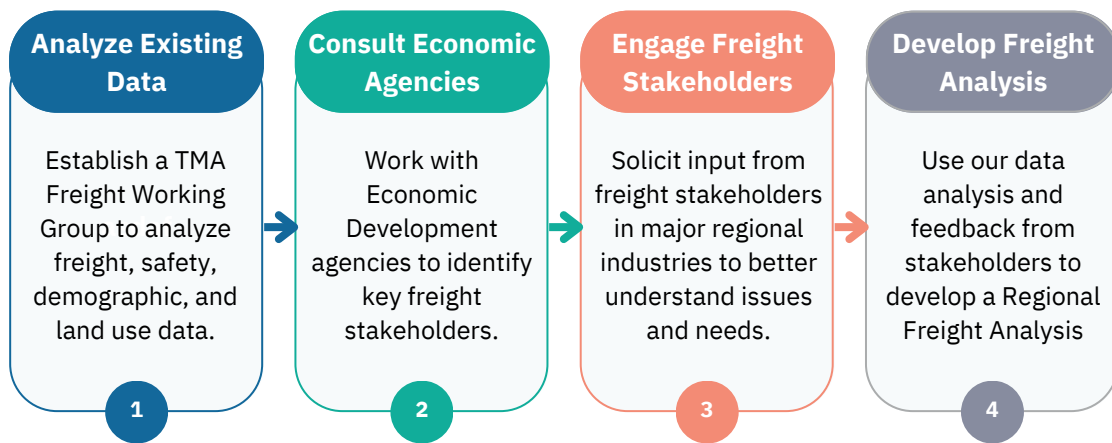 Analyze Existing
Data
Establish a TMA
Freight Working
Group to analyze
freight, safety,
demographic, and
land use data.
1
Consult Economic
Agencies
Work with
Economic
Development
agencies to identify
key freight
stakeholders.
2
Engage Freight
Stakeholders
Solicit input from
freight stakeholders
in major regional
industries to better
understand issues
and needs.
3
Develop Freight
Analysis
Use our data
analysis and
feedback from
stakeholders to
develop a Regional
Freight Analysis
4